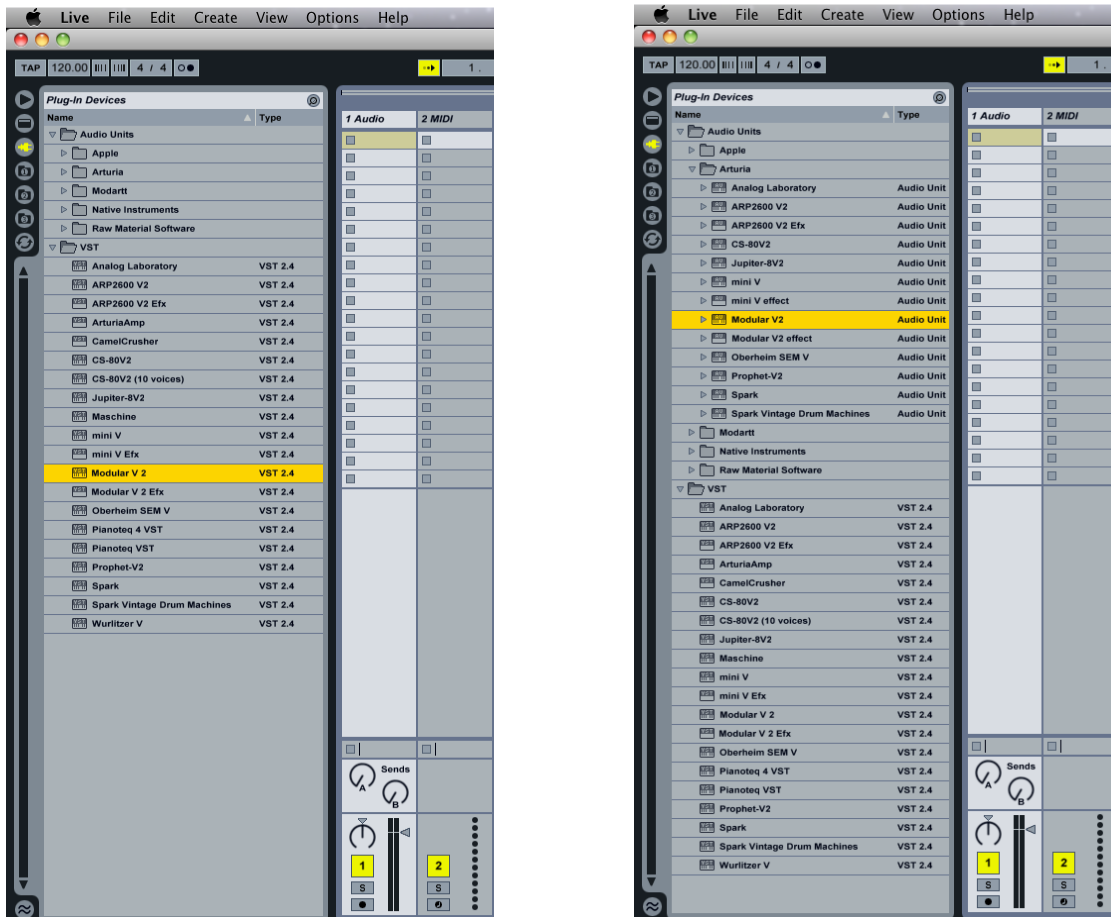 Live File Edit Create View Options Help
TAP 120.00 4 / 4 1 .
Plug-In Devices
Name Type
Audio Units
Apple
Arturia
Modartt
Native Instruments
Raw Material Software
VST
Analog Laboratory VST 2.4
ARP2600 V2 VST 2.4
ARP2600 V2 Efx VST 2.4
ArturiaAmp VST 2.4
CamelCrusher VST 2.4
CS-80V2 VST 2.4
CS-80V2 (10 voices) VST 2.4
Jupiter-8V2 VST 2.4
Maschine VST 2.4
mini V VST 2.4
mini V Efx VST 2.4
Modular V 2 VST 2.4
Modular V 2 Efx VST 2.4
Oberheim SEM V VST 2.4
Pianoteq 4 VST VST 2.4
Pianoteq VST VST 2.4
Prophet-V2 VST 2.4
Spark VST 2.4
Spark Vintage Drum Machines VST 2.4
Wurlitzer V VST 2.4
1 Audio 2 MIDI
Sends
A
B
1 2
S S
Live File Edit Create View Options Help
TAP 120.00 4 / 4 1 .
Plug-In Devices
Name Type
Audio Units
Apple
Arturia
Analog Laboratory Audio Unit
ARP2600 V2 Audio Unit
ARP2600 V2 Efx Audio Unit
CS-80V2 Audio Unit
Jupiter-8V2 Audio Unit
mini V Audio Unit
mini V effect Audio Unit
Modular V2 Audio Unit
Modular V2 effect Audio Unit
Oberheim SEM V Audio Unit
Prophet-V2 Audio Unit
Spark Audio Unit
Spark Vintage Drum Machines Audio Unit
Modartt
Native Instruments
Raw Material Software
VST
Analog Laboratory VST 2.4
ARP2600 V2 VST 2.4
ARP2600 V2 Efx VST 2.4
ArturiaAmp VST 2.4
CamelCrusher VST 2.4
CS-80V2 VST 2.4
CS-80V2 (10 voices) VST 2.4
Jupiter-8V2 VST 2.4
Maschine VST 2.4
mini V VST 2.4
mini V Efx VST 2.4
Modular V 2 VST 2.4
Modular V 2 Efx VST 2.4
Oberheim SEM V VST 2.4
Pianoteq 4 VST VST 2.4
Pianoteq VST VST 2.4
Prophet-V2 VST 2.4
Spark VST 2.4
Spark Vintage Drum Machines VST 2.4
Wurlitzer V VST 2.4
1 Audio 2 MIDI
Sends
A
B
1 2
S S